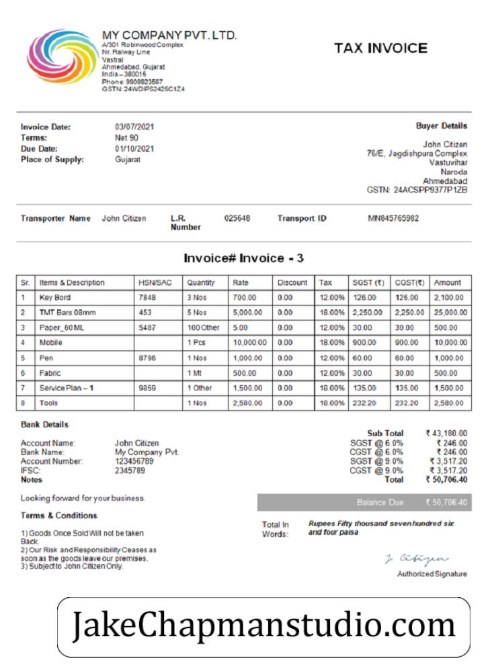 MY COMPANY PVT. LTD.
A/301 Robinwood Complex
Nr. Ralway Line
Vastral
Ahmedabad, Gujarat
India – 380016
Phone 9909923567
GSTN: 24WDIPS2425C1Z4
TAX INVOICE
Invoice Date: 03/07/2021
Terms: Net 90
Due Date: 01/10/2021
Place of Supply: Gujarat
Buyer Details
John Citizen
76/E, Jagdishpura Complex
Vastuvihar
Naroda
Ahmedabad
GSTN: 24ACSPP9377P1ZB
Transporter Name John Citizen L.R. Number 025648 Transport ID MN845765982
Invoice# Invoice - 3
Sr. Items & Description HSN/SAC Quantity Rate Discount Tax SGST (₹) CGST(₹) Amount
1 Key Bord 7848 3 Nos 700.00 0.00 12.00% 126.00 126.00 2,100.00
2 TMT Bars 08mm 453 5 Nos 5,000.00 0.00 18.00% 2,250.00 2,250.00 25,000.00
3 Paper_60ML 5487 100 Other 5.00 0.00 12.00% 30.00 30.00 500.00
4 Mobile 1 Pcs 10,000.00 0.00 18.00% 900.00 900.00 10,000.00
5 Pen 8796 1 Nos 1,000.00 0.00 12.00% 60.00 60.00 1,000.00
6 Fabric 1 Mt 500.00 0.00 12.00% 30.00 30.00 500.00
7 Service Plan – 1 9859 1 Other 1,500.00 0.00 18.00% 135.00 135.00 1,500.00
8 Tools 1 Nos 2,580.00 0.00 18.00% 232.20 232.20 2,580.00
Bank Details
Account Name: John Citizen
Bank Name: My Company Pvt.
Account Number: 123456789
IFSC: 2345789
Notes
Looking forward for your business.
Terms & Conditions
1) Goods Once Sold Will not be taken
Back.
2) Our Risk and Responsibility Ceases as
soon as the goods leave our premises.
3) Subject to John Citizen Only.
Sub Total ₹ 43,180.00
SGST @ 6.0% ₹ 246.00
CGST @ 6.0% ₹ 246.00
SGST @ 9.0% ₹ 3,517.20
CGST @ 9.0% ₹ 3,517.20
Total ₹ 50,706.40
Balance Due ₹ 50,706.40
Total In Words: Rupees Fifty thousand seven hundred six
and four paisa
J Citizen
Authorized Signature
JakeChapmanstudio.com